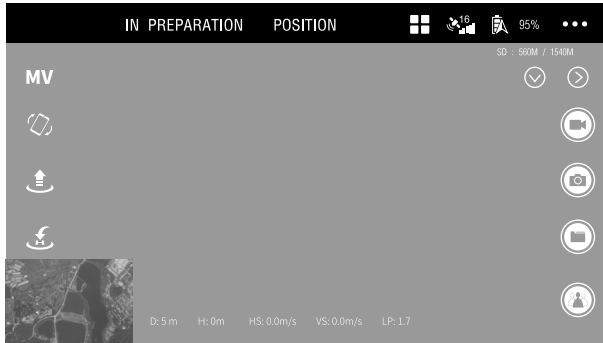 IN PREPARATION POSITION 16 95%
SD : 560M / 1540M
MV
H
D: 5 m H: 0m HS: 0.0m/s VS: 0.0m/s LP: 1.7